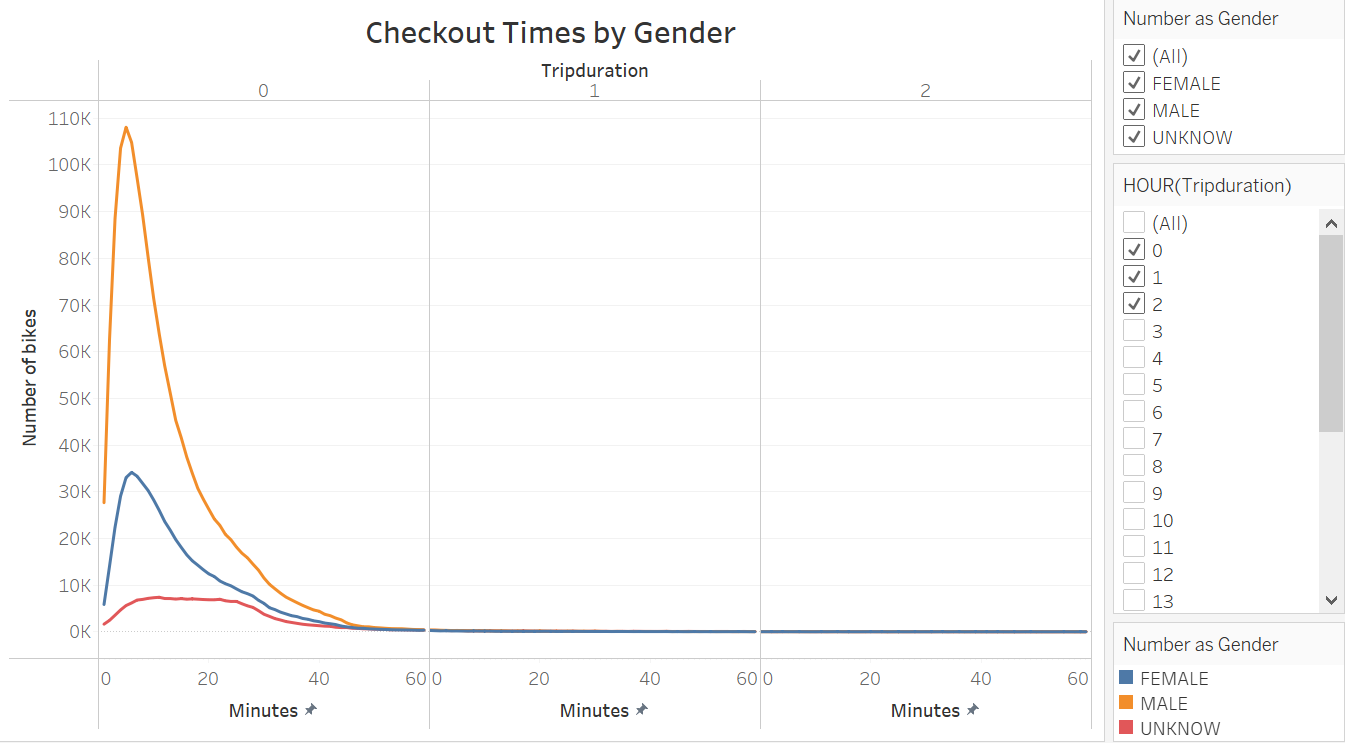 Checkout Times by Gender
Tripduration
0 1 2
110K
100K
90K
80K
70K
60K
50K
40K
30K
20K
10K
0K
Number of bikes
0 20 40 60 0 20 40 60 0 20 40 60
Minutes Minutes Minutes
Number as Gender
(All)
FEMALE
MALE
UNKNOW
HOUR(Tripduration)
(All)
0
1
2
3
4
5
6
7
8
9
10
11
12
13
Number as Gender
FEMALE
MALE
UNKNOW